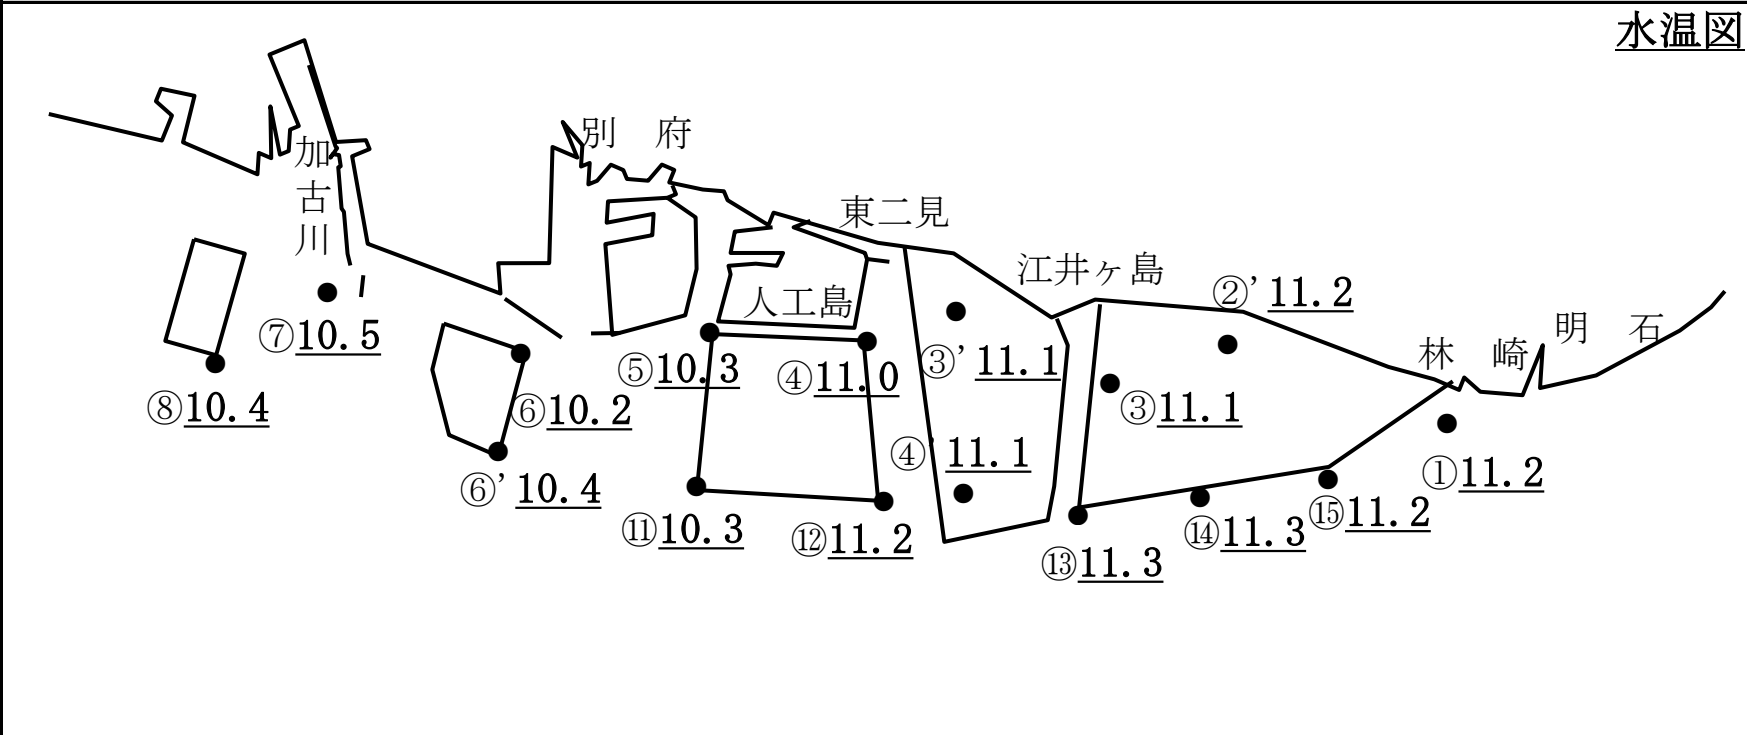 水温図
加
古
川
別府
東二見
江井ヶ島
人工島
明石
林崎
②’11.2
⑦10.5
⑤10.3
④11.0
③’11.1
③11.1
⑧10.4
⑥10.2
④’11.1
①11.2
⑥’10.4
⑪10.3
⑫11.2
⑬11.3
⑭11.3
⑮11.2